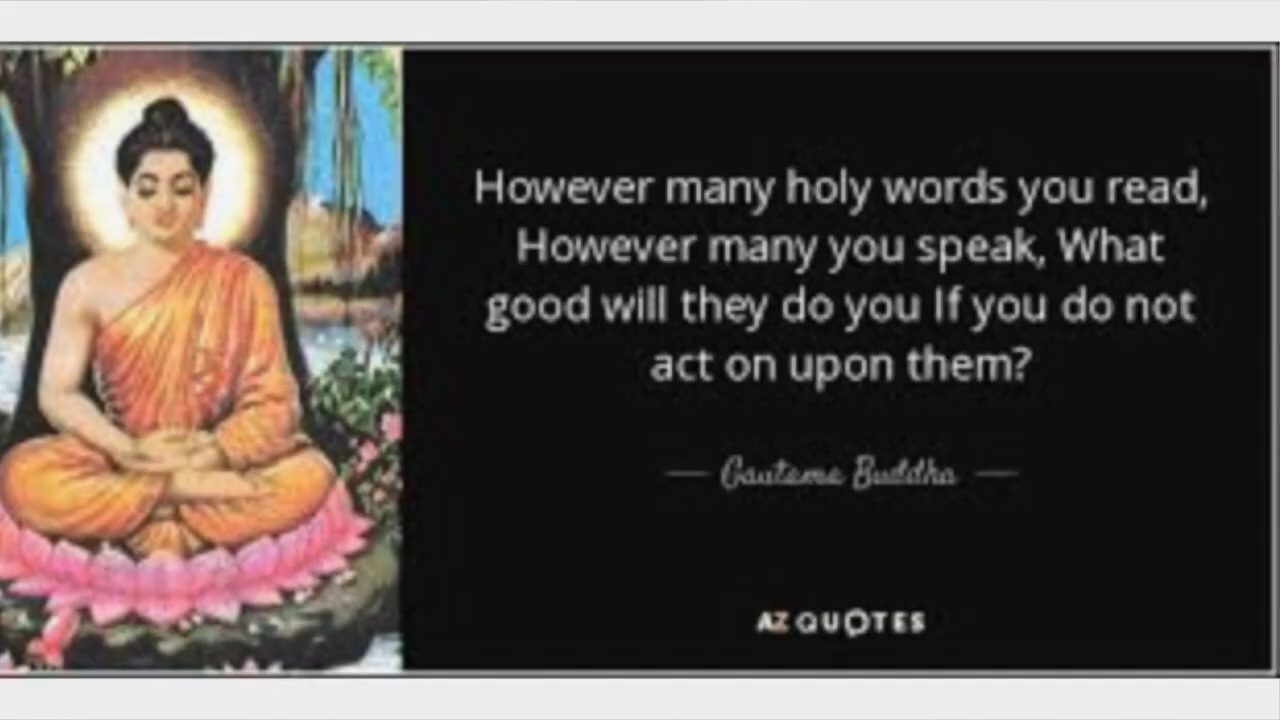 However many holy words you read,
However many you speak, What
good will they do you If you do not
act on upon them?
Gautama Buddha
AZ QUOTES